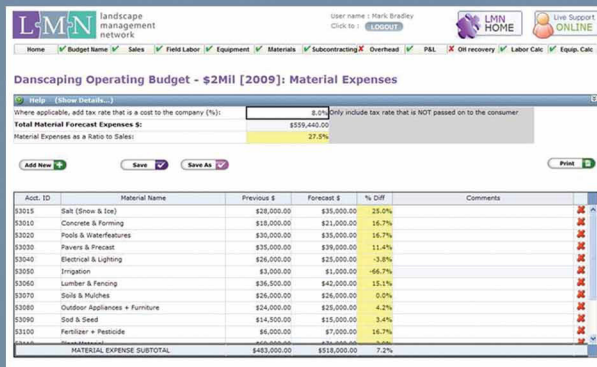 LMN landscape management network
User name : Mark Bradley
Click to : LOGOUT
LMN HOME
Live Support ONLINE
Home Budget Name Sales Field Labor Equipment Materials Subcontracting Overhead P&L OH recovery Labor Calc Equip. Calc
Danscaping Operating Budget - $2Mil [2009]: Material Expenses
Help (Show Details...)
Where applicable, add tax rate that is a cost to the company (%): 8.0% Only include tax rate that is NOT passed on to the consumer
Total Material Forecast Expenses $: $559,440.00
Material Expenses as a Ratio to Sales: 27.5%
Add New Save Save As Print
Acct. ID Material Name Previous $ Forecast $ % Diff Comments
53015 Salt (Snow & Ice) $28,000.00 $35,000.00 25.0%
53010 Concrete & Forming $18,000.00 $21,000.00 16.7%
53020 Pools & Waterfeatures $30,000.00 $35,000.00 16.7%
53030 Pavers & Precast $35,000.00 $39,000.00 11.4%
53040 Electrical & Lighting $26,000.00 $25,000.00 -3.8%
53050 Irrigation $3,000.00 $1,000.00 -66.7%
53060 Lumber & Fencing $36,500.00 $42,000.00 15.1%
53070 Soils & Mulches $26,000.00 $26,000.00 0.0%
53080 Outdoor Appliances + Furniture $24,000.00 $25,000.00 4.2%
53090 Sod & Seed $14,500.00 $15,000.00 3.4%
53100 Fertilizer + Pesticide $6,000.00 $7,000.00 16.7%
MATERIAL EXPENSE SUBTOTAL $483,000.00 $518,000.00 7.2%